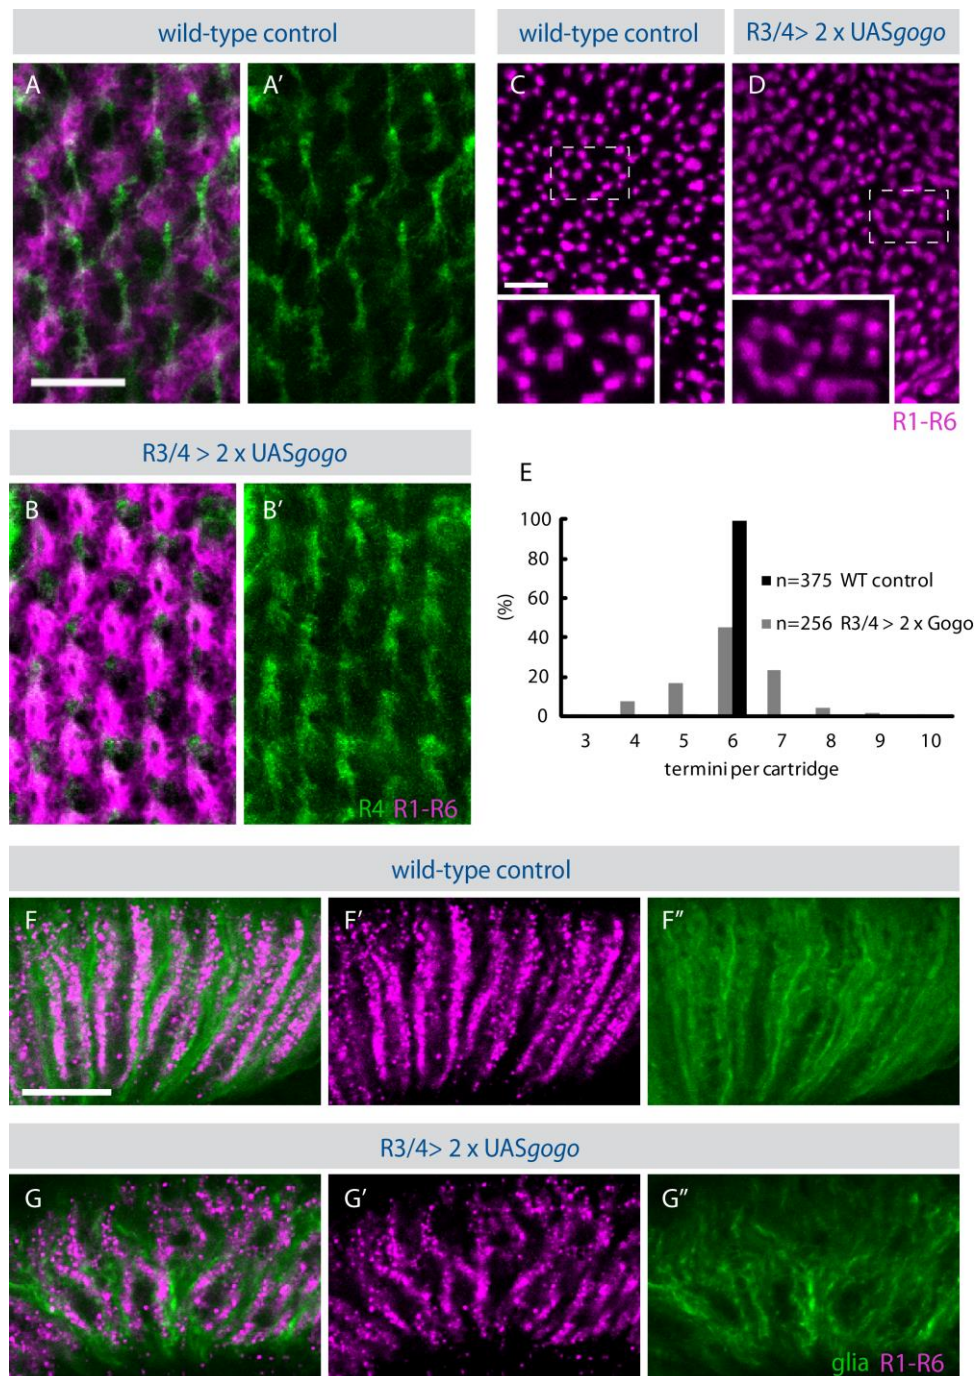 wild-type control
wild-type control
R3/4> 2 x UASgogo
A
A'
C
D
R1-R6
R3/4 > 2 x UASgogo
B
B'
R4 R1-R6
E
100
80
60
40
20
0
(%)
n=375 WT control
n=256 R3/4 > 2 x Gogo
3 4 5 6 7 8 9 10
termini per cartridge
wild-type control
F
F'
F"
R3/4> 2 x UASgogo
G
G'
G"
glia R1-R6